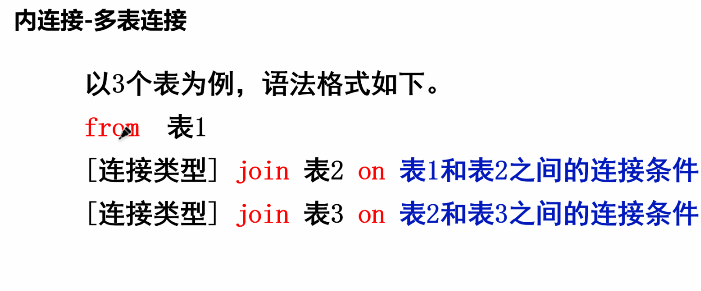 内连接-多表连接
以3个表为例，语法格式如下。
from 表1
[连接类型] join 表2 on 表1和表2之间的连接条件
[连接类型] join 表3 on 表2和表3之间的连接条件